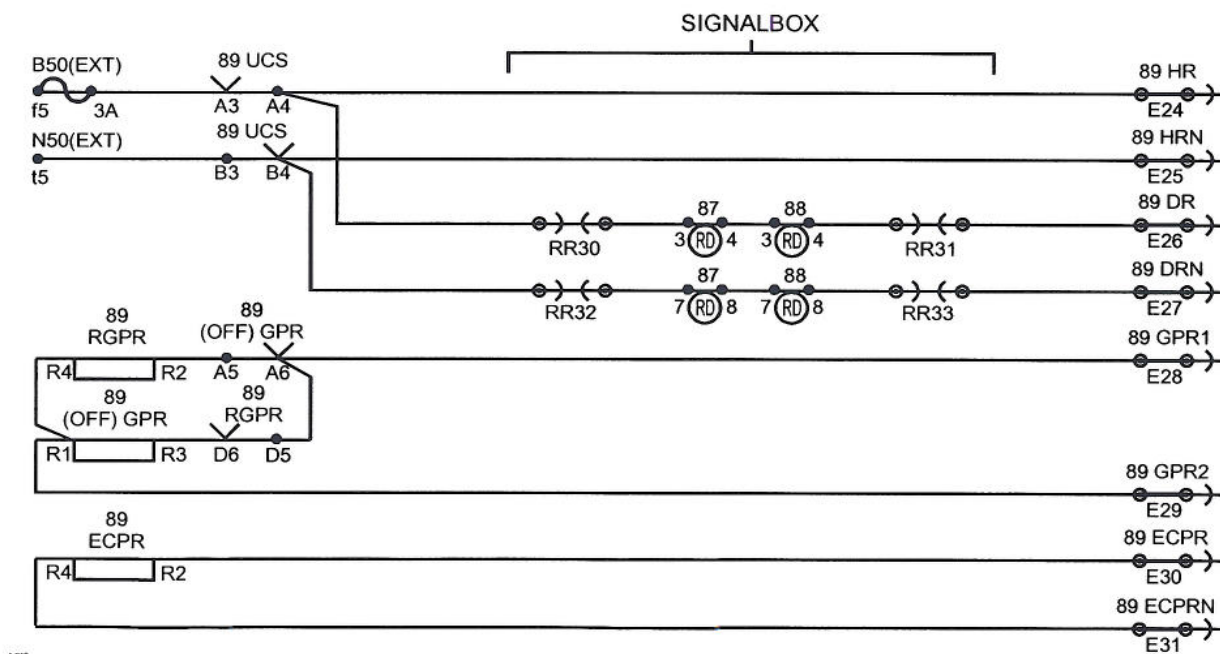 SIGNALBOX
B50(EXT)
89 UCS
89 HR
f5
3A
A3
A4
E24
N50(EXT)
89 UCS
89 HRN
t5
B3
B4
E25
87
88
89 DR
RR30
3
RD
4
3
RD
4
RR31
E26
87
88
89 DRN
RR32
7
RD
8
7
RD
8
RR33
E27
89
RGPR
89
(OFF) GPR
89 GPR1
R4
R2
A5
A6
E28
89
(OFF) GPR
89
RGPR
R1
R3
D6
D5
89 GPR2
E29
89
ECPR
89 ECPR
R4
R2
E30
89 ECPRN
E31